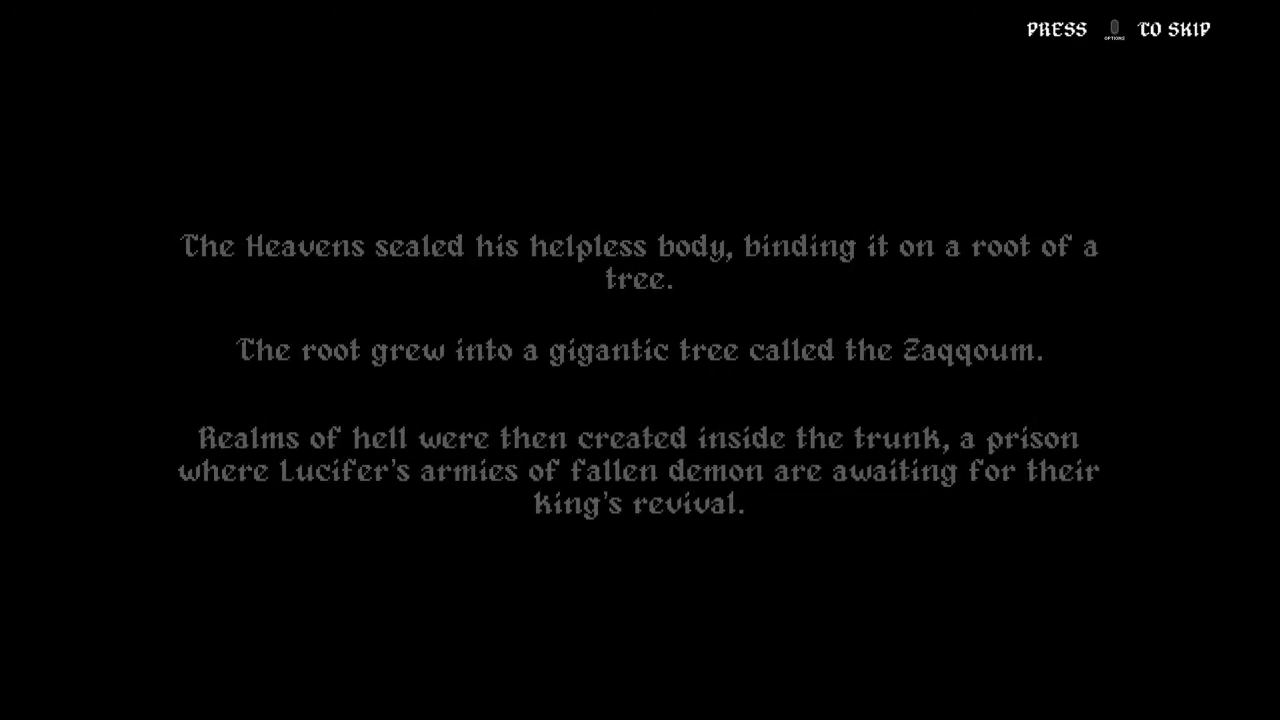 PRESS OPTIONS TO SKIP
The Heavens sealed his helpless body, binding it on a root of a
tree.
The root grew into a gigantic tree called the Zaqqoum.
Realms of hell were then created inside the trunk, a prison
where Lucifer's armies of fallen demon are awaiting for their
king's revival.